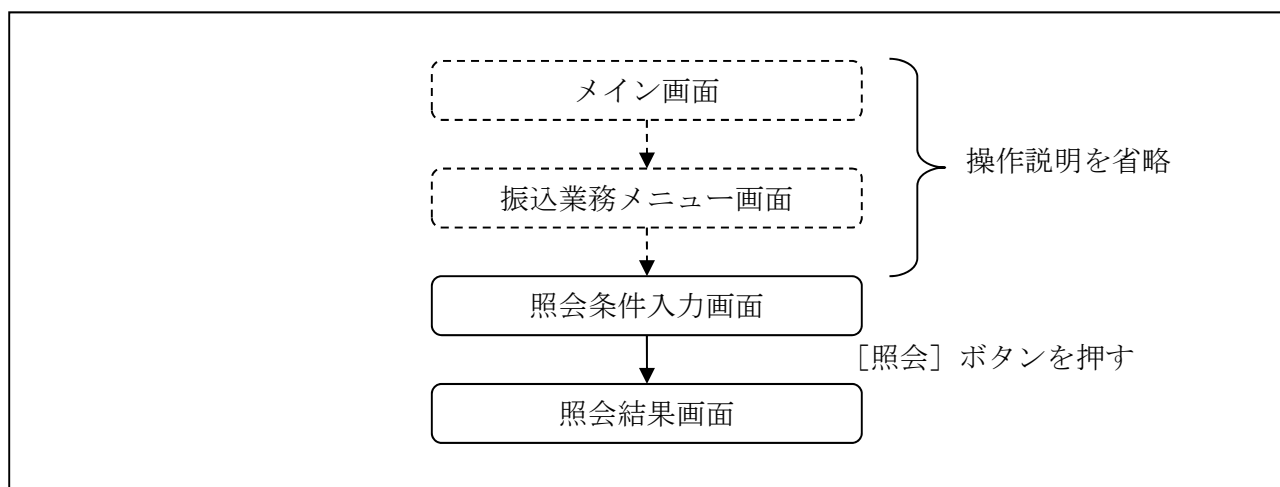 メイン画面
操作説明を省略
振込業務メニュー画面
照会条件入力画面
［照会］ボタンを押す
照会結果画面